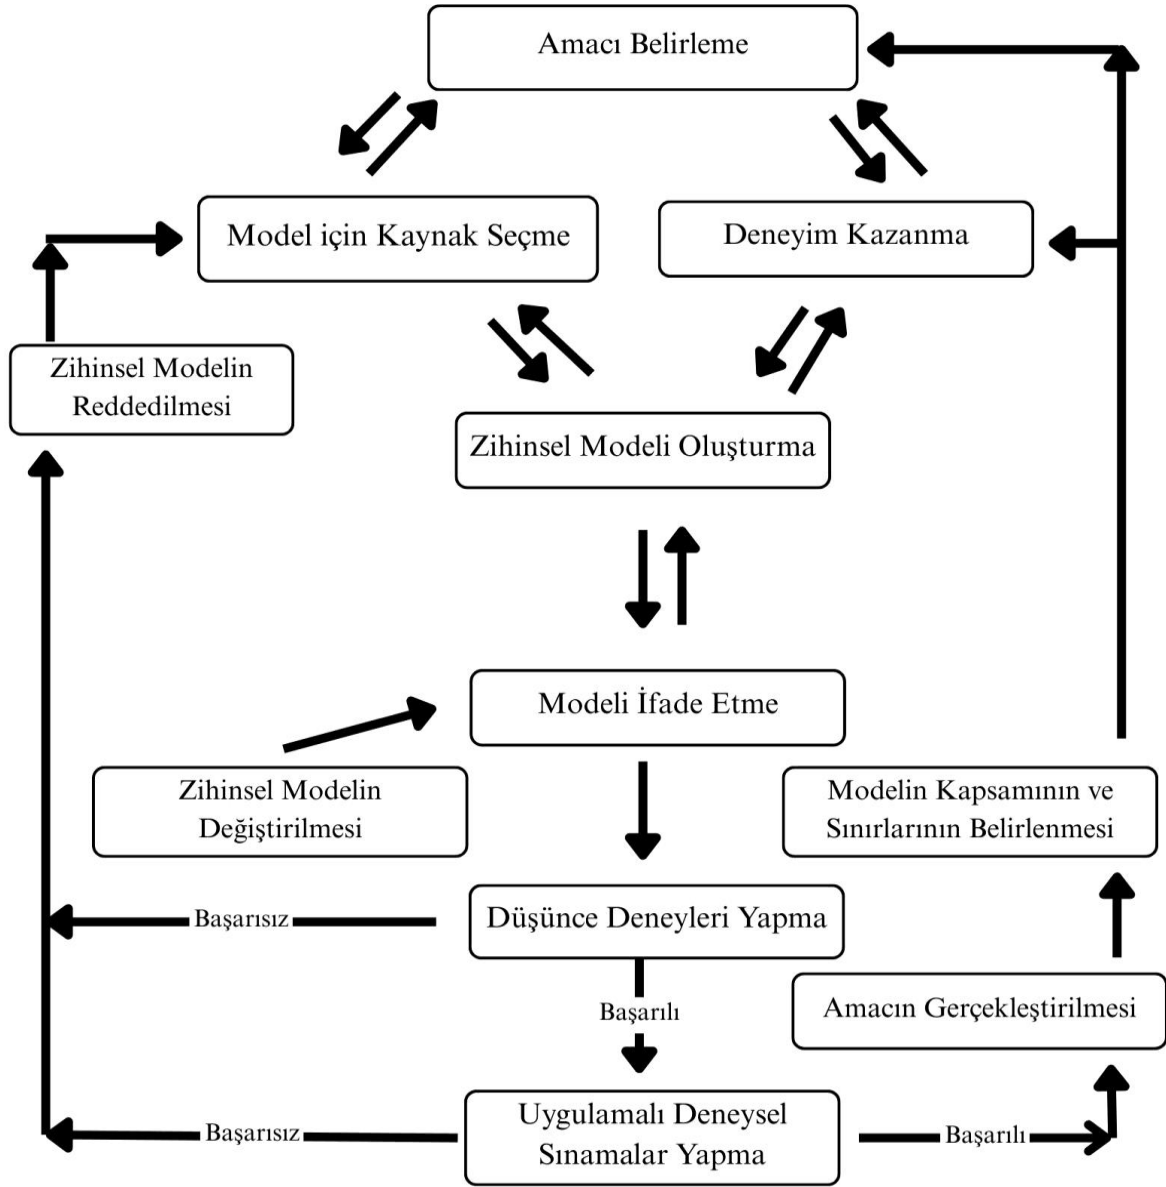 Amacı Belirleme
Model için Kaynak Seçme
Deneyim Kazanma
Zihinsel Modelin
Reddedilmesi
Zihinsel Modeli Oluşturma
Modeli İfade Etme
Zihinsel Modelin
Değiştirilmesi
Modelin Kapsamının ve
Sınırlarının Belirlenmesi
Başarısız
Düşünce Deneyleri Yapma
Başarılı
Amacın Gerçekleştirilmesi
Başarısız
Uygulamalı Deneysel
Sınamalar Yapma
Başarılı